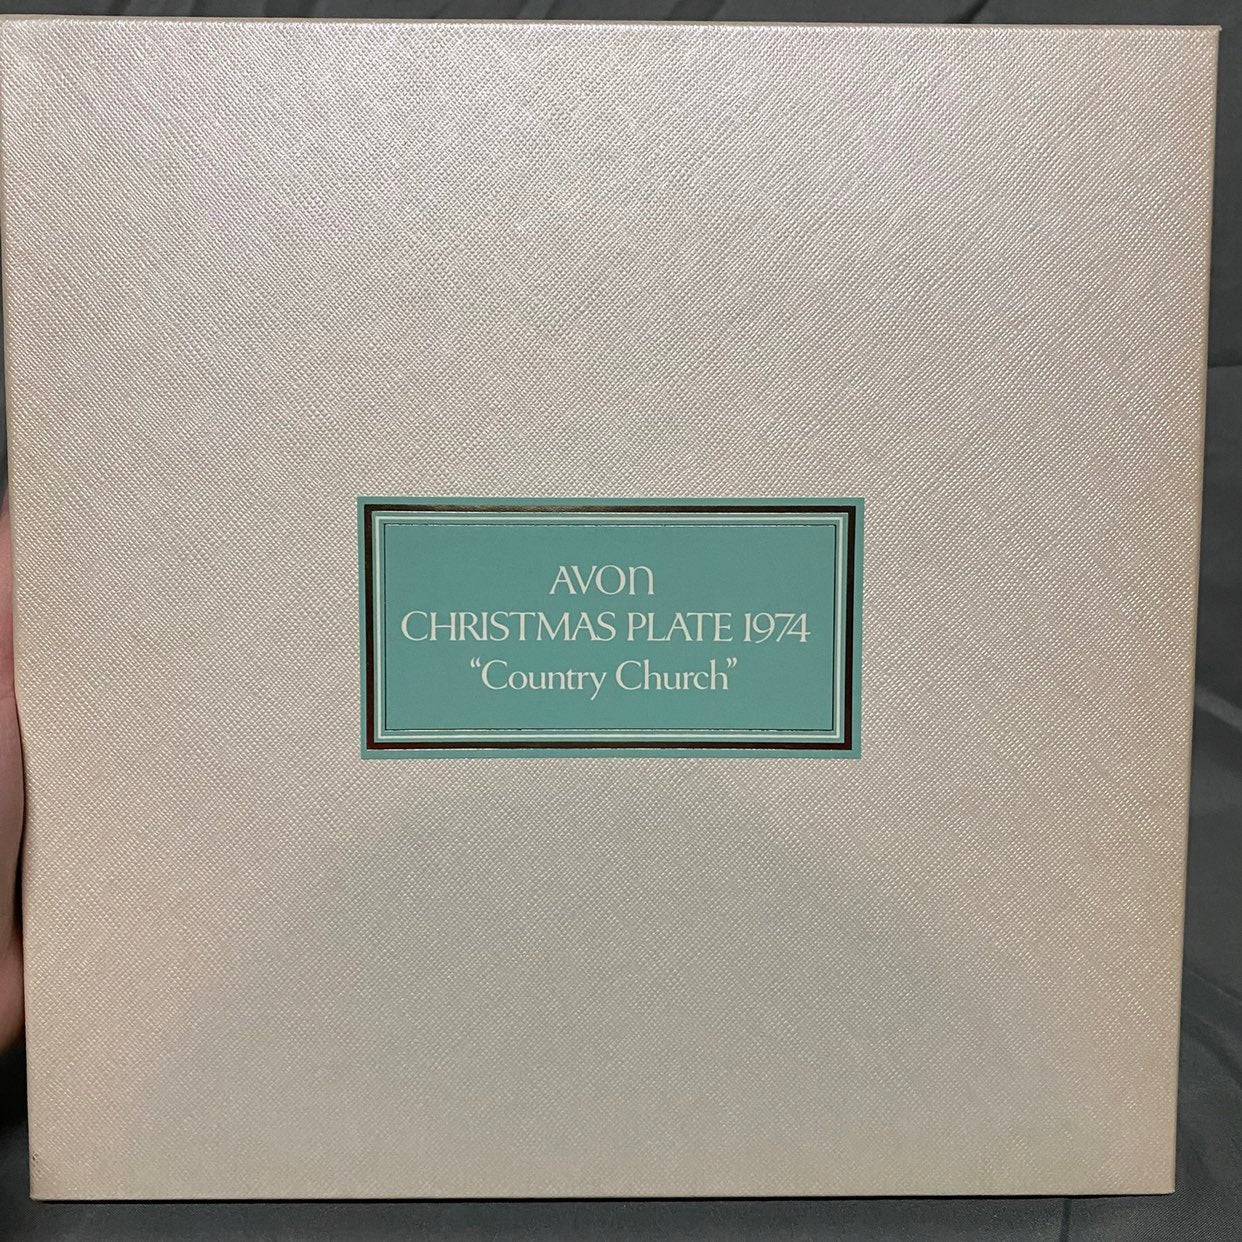 AVON
CHRISTMAS PLATE 1974
“Country Church”